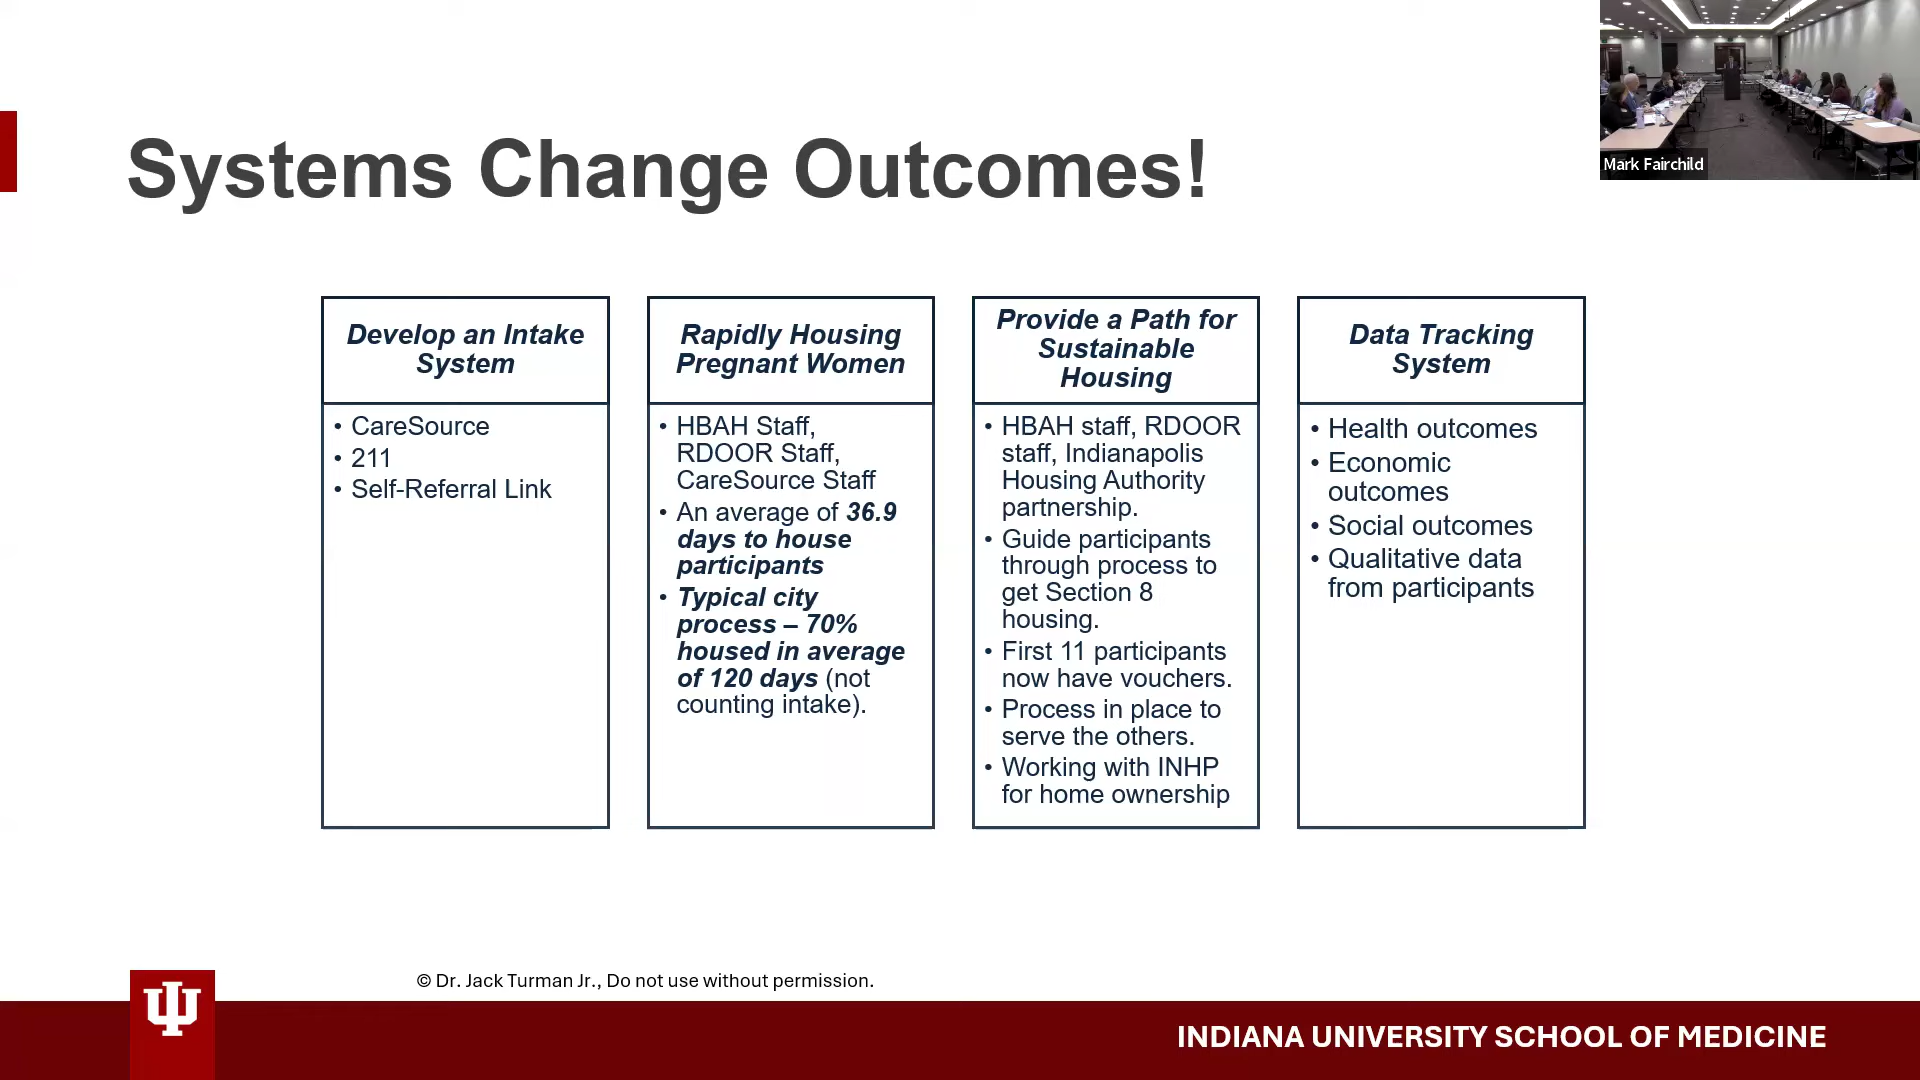 Mark Fairchild
Systems Change Outcomes!
Develop an Intake
System
• CareSource
• 211
• Self-Referral Link
Rapidly Housing
Pregnant Women
• HBAH Staff,
RDOOR Staff,
CareSource Staff
• An average of 36.9
days to house
participants
• Typical city
process – 70%
housed in average
of 120 days (not
counting intake).
Provide a Path for
Sustainable
Housing
• HBAH staff, RDOOR
staff, Indianapolis
Housing Authority
partnership.
• Guide participants
through process to
get Section 8
housing.
• First 11 participants
now have vouchers.
• Process in place to
serve the others.
• Working with INHP
for home ownership
Data Tracking
System
• Health outcomes
• Economic
outcomes
• Social outcomes
• Qualitative data
from participants
© Dr. Jack Turman Jr., Do not use without permission.
INDIANA UNIVERSITY SCHOOL OF MEDICINE